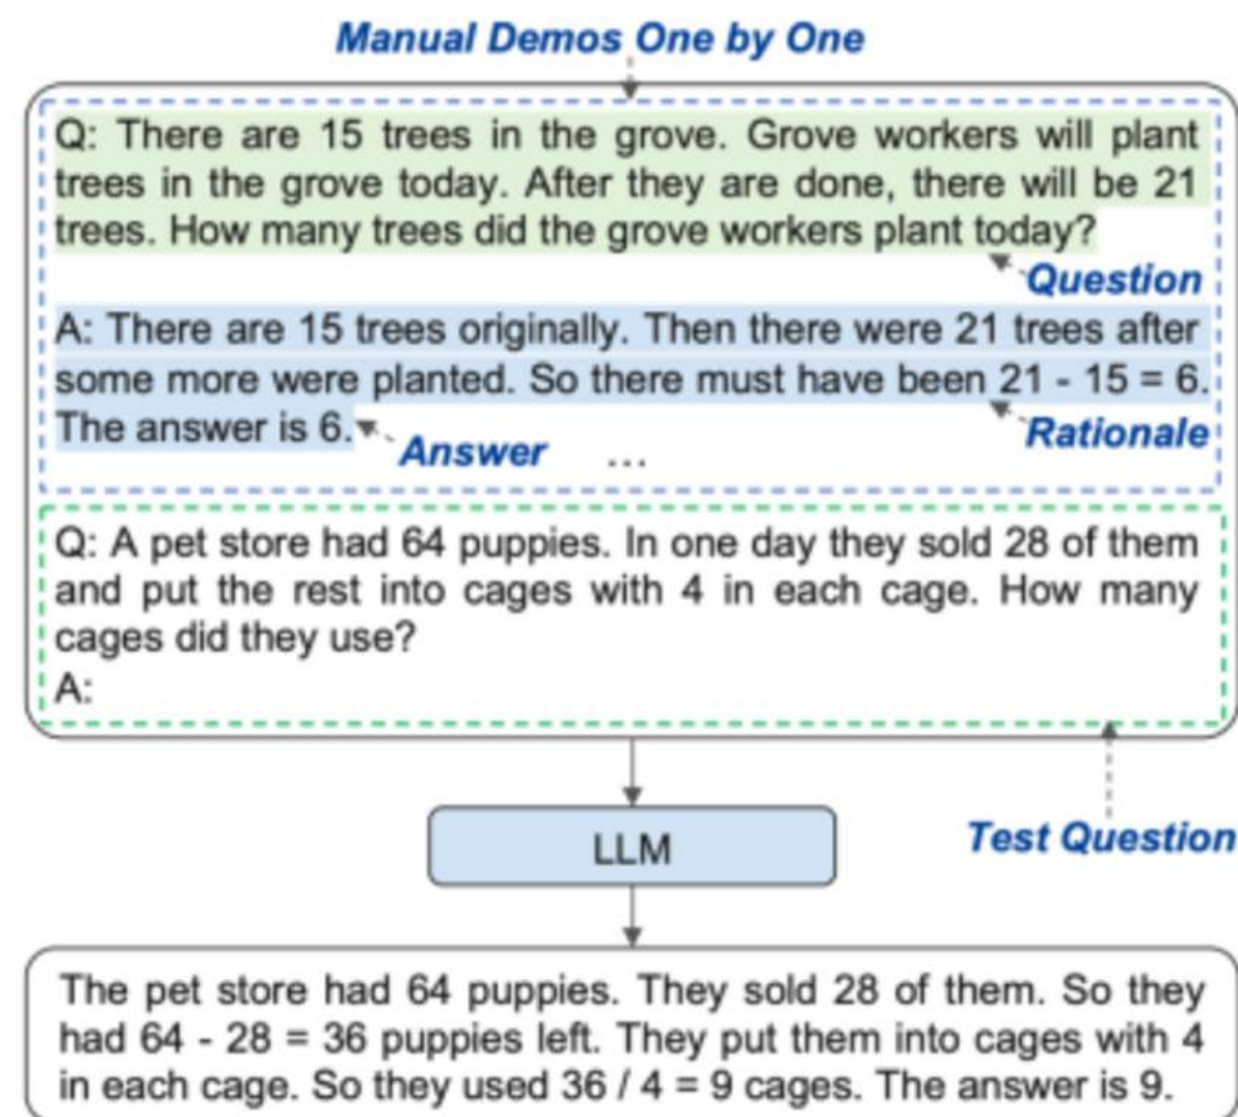 Manual Demos One by One
Q: There are 15 trees in the grove. Grove workers will plant
trees in the grove today. After they are done, there will be 21
trees. How many trees did the grove workers plant today?
Question
A: There are 15 trees originally. Then there were 21 trees after
some more were planted. So there must have been 21 - 15 = 6.
The answer is 6.
Rationale
Answer ...
Q: A pet store had 64 puppies. In one day they sold 28 of them
and put the rest into cages with 4 in each cage. How many
cages did they use?
A:
LLM
Test Question
The pet store had 64 puppies. They sold 28 of them. So they
had 64 - 28 = 36 puppies left. They put them into cages with 4
in each cage. So they used 36 / 4 = 9 cages. The answer is 9.